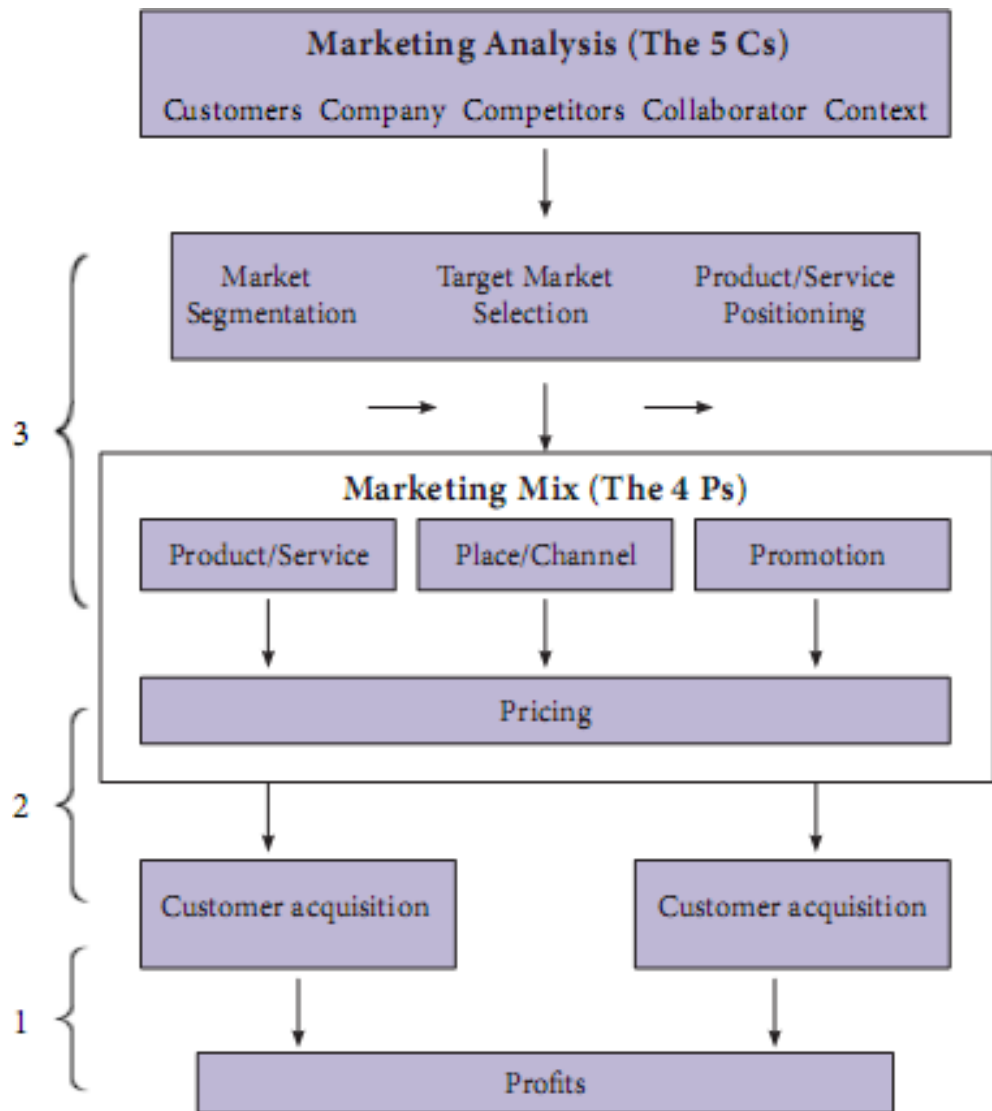 Marketing Analysis (The 5 Cs)
Customers Company Competitors Collaborator Context
Market Segmentation
Target Market Selection
Product/Service Positioning
3
Marketing Mix (The 4 Ps)
Product/Service
Place/Channel
Promotion
Pricing
2
Customer acquisition
Customer acquisition
1
Profits